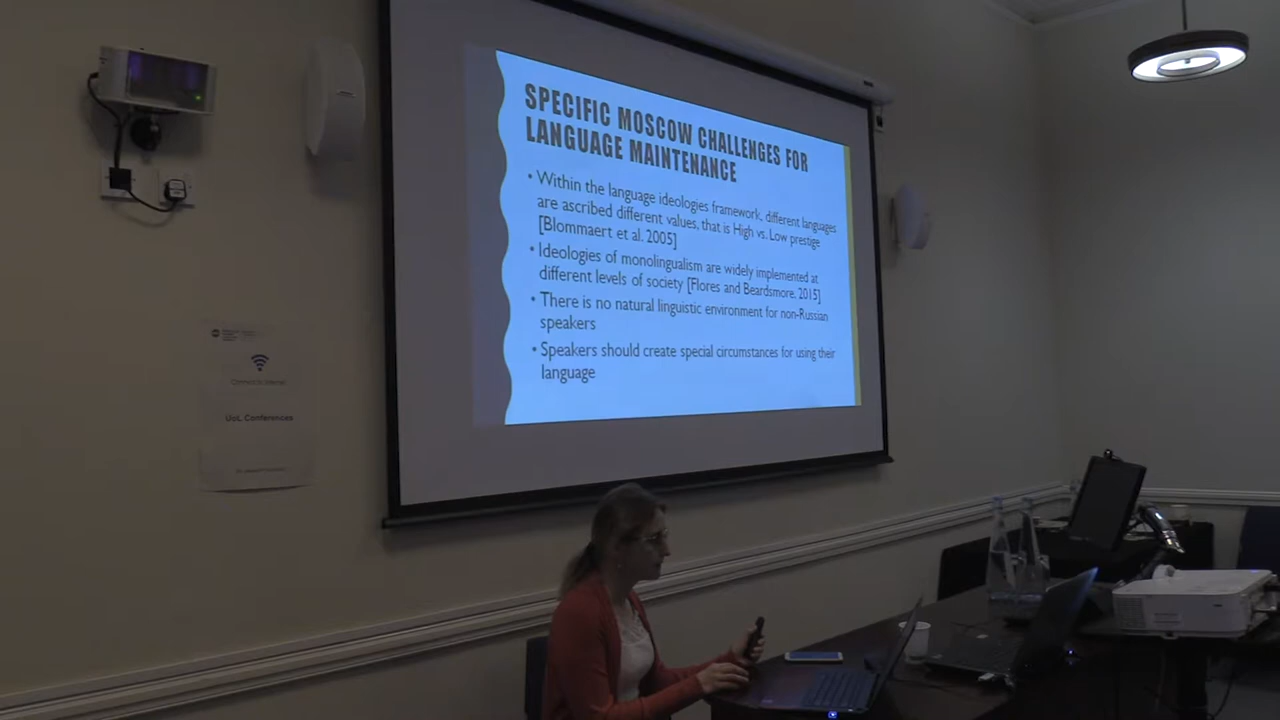 SPECIFIC MOSCOW CHALLENGES FOR
LANGUAGE MAINTENANCE
• Within the language ideologies framework, different languages
are ascribed different values, that is High vs. Low prestige
[Blommaert et al. 2005]
• Ideologies of monolingualism are widely implemented at
different levels of society [Flores and Beardsmore, 2015]
• There is no natural linguistic environment for non-Russian
speakers
• Speakers should create special circumstances for using their
language
UoL Conferences